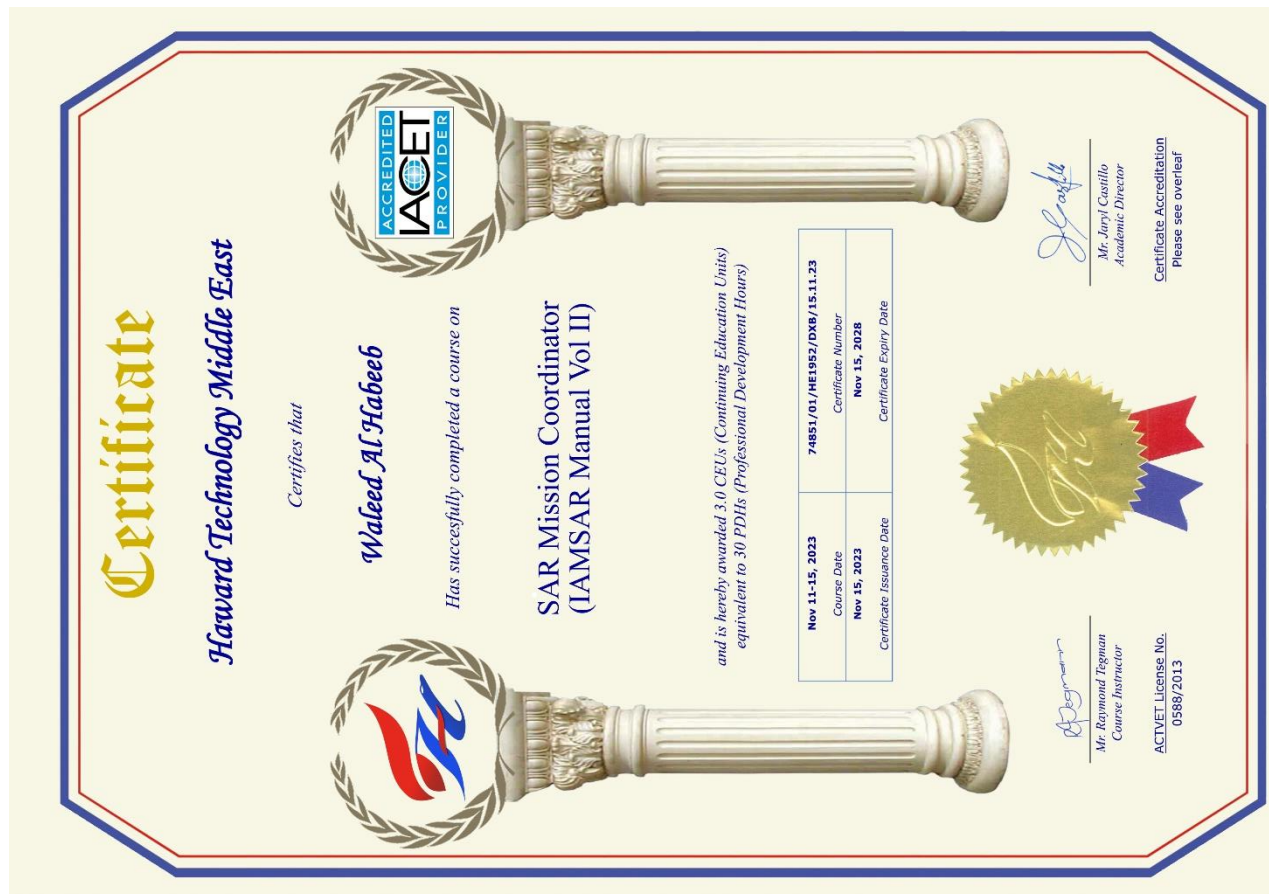 Certificate
Haward Technology Middle East
Certifies that
ACCREDITED
IACET
PROVIDER
Waleed Al Habeeb
Has succesfully completed a course on
SAR Mission Coordinator
(IAMSAR Manual Vol II)
and is hereby awarded 3.0 CEUs (Continuing Education Units)
equivalent to 30 PDHs (Professional Development Hours)
Nov 11-15, 2023 74851/01/HE1952/DXB/15.11.23
Course Date Certificate Number
Nov 15, 2023 Nov 15, 2028
Certificate Issuance Date Certificate Expiry Date
Mr. Raymond Tegman
Course Instructor
ACTVET License No.
0588/2013
Mr. Jaryl Castillo
Academic Director
Certificate Accreditation
Please see overleaf